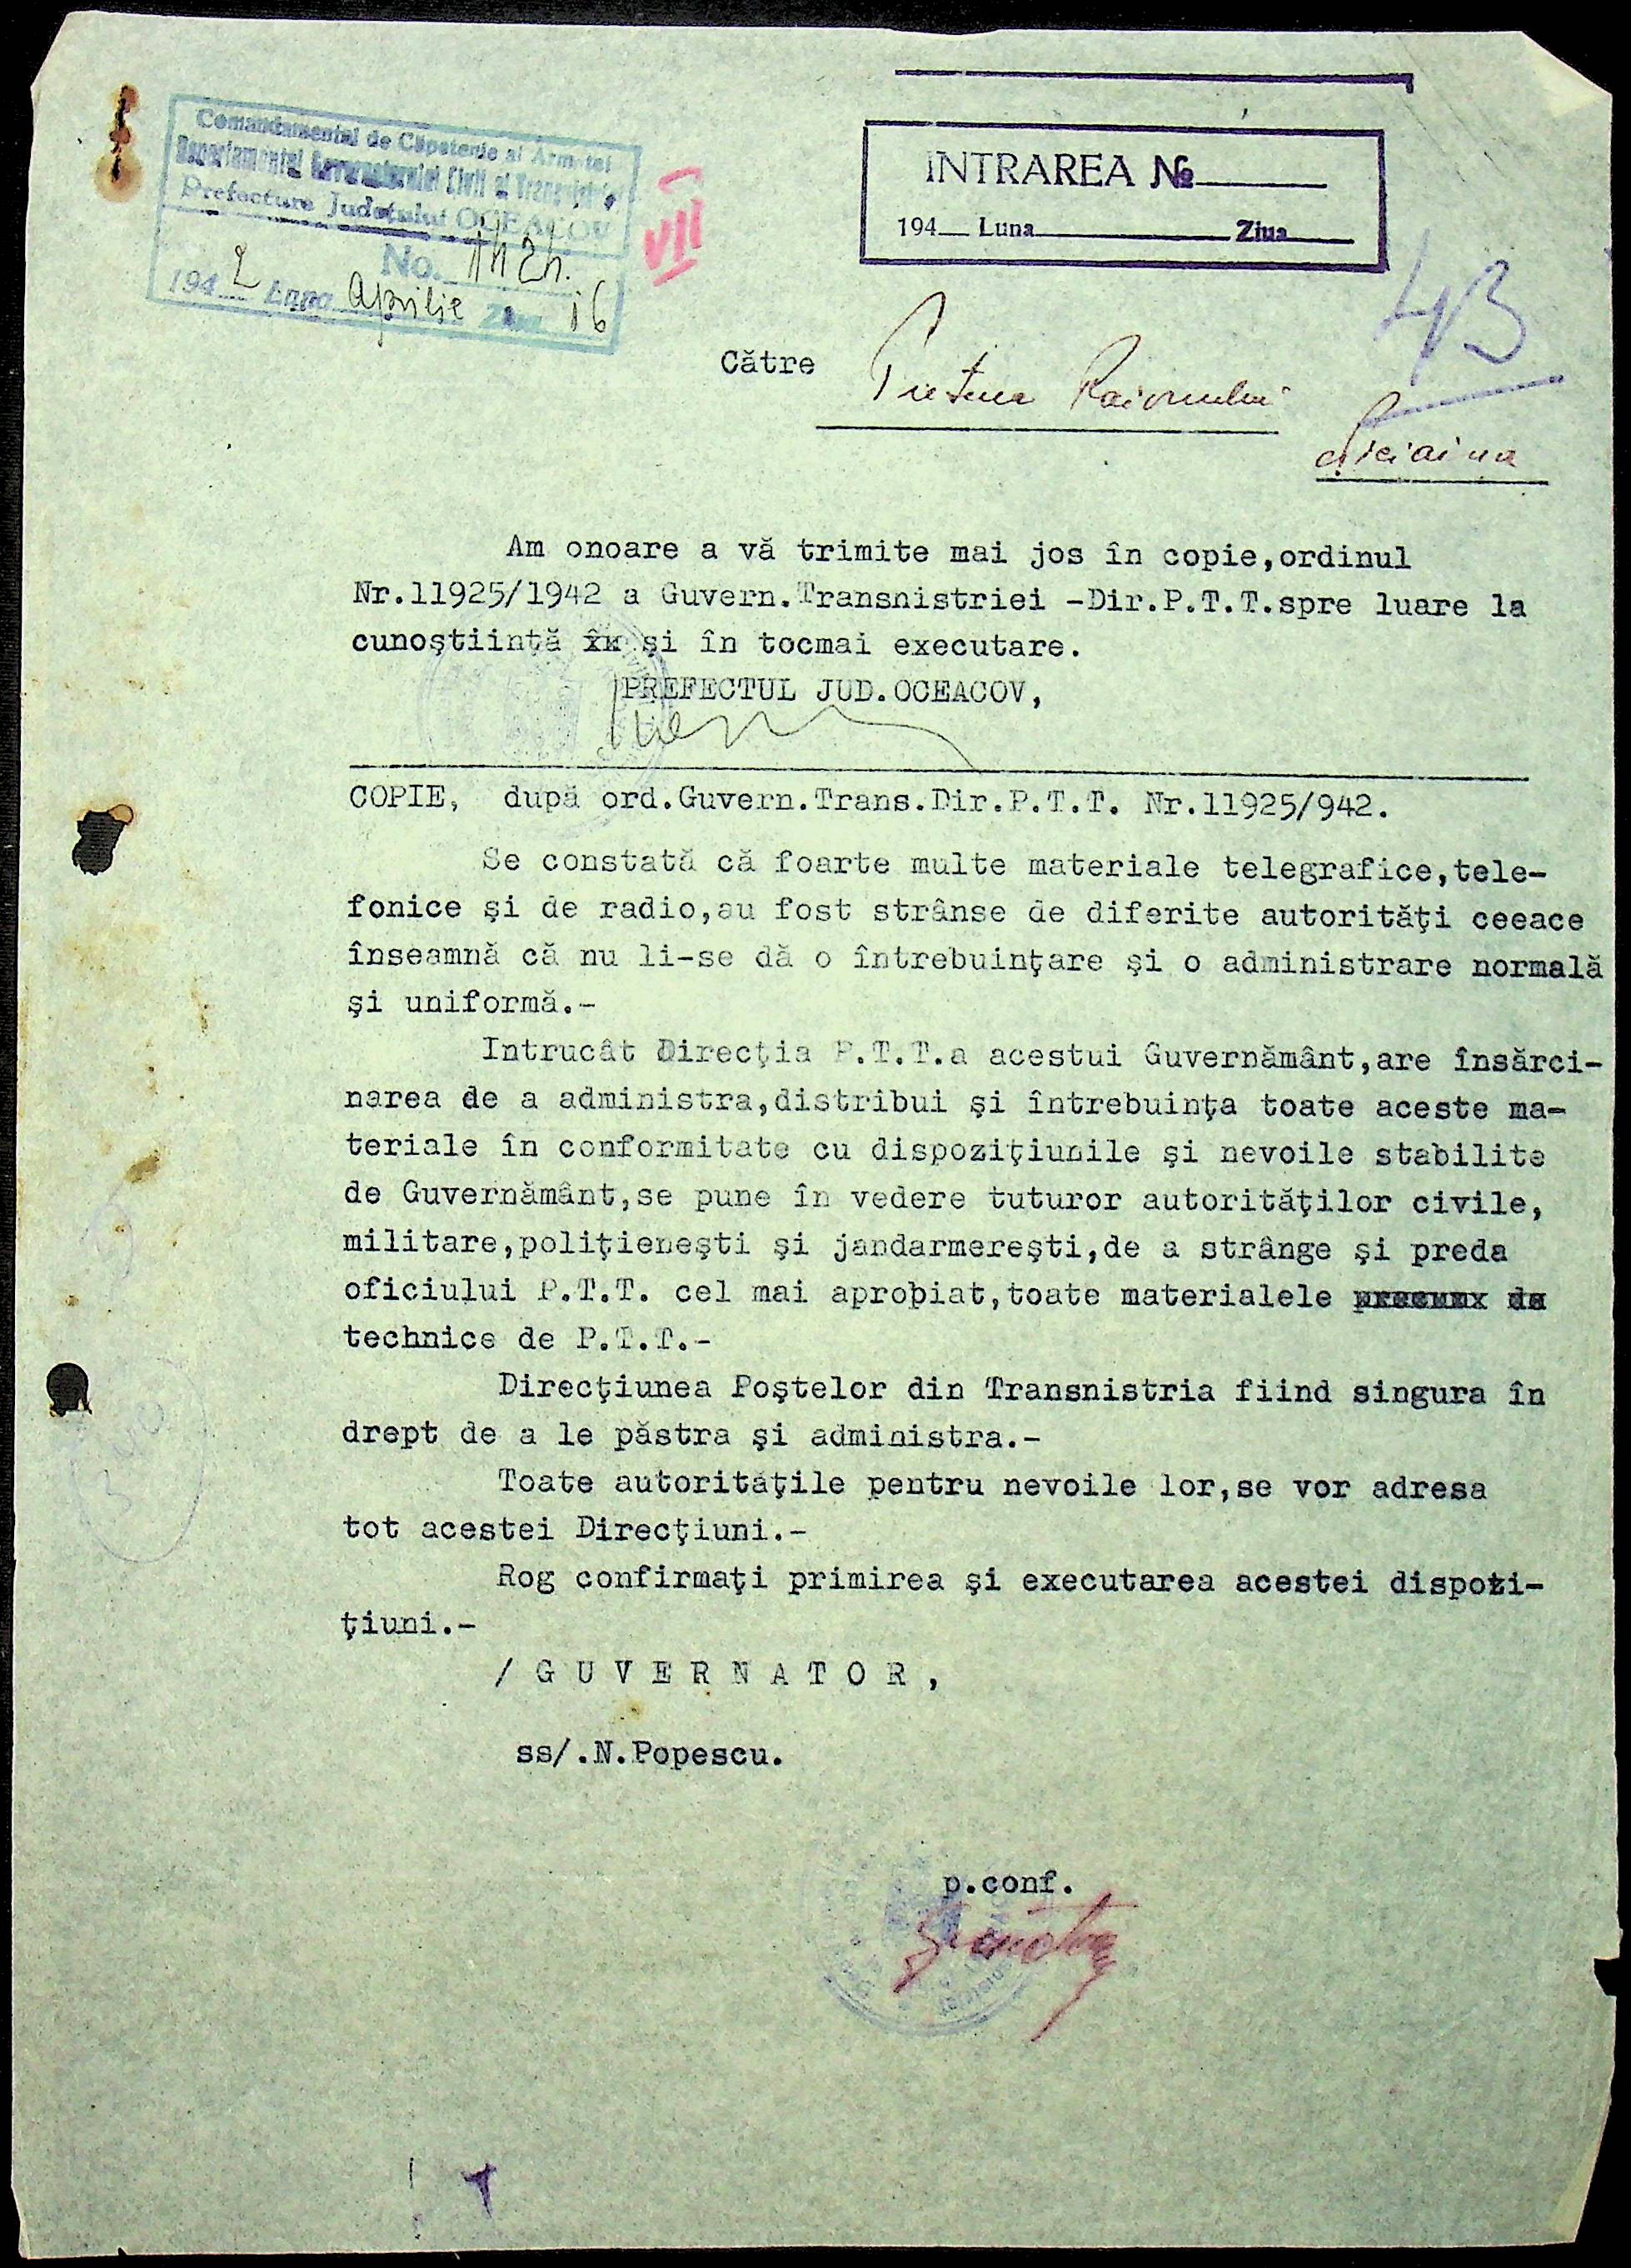 Comandamentul de Căpetenie al Armatei
Departamentul Guvernământului Civil al Transnistriei
Prefectura Județului OCEACOV
No.
1942 Luna Aprilie Ziua 16
VII
INTRAREA №
194 Luna Ziua
Către Pretura Raionului
Am onoare a vă trimite mai jos în copie,ordinul
Nr.11925/1942 a Guvern.Transnistriei -Dir.P.T.T.spre luare la
cunoştiinţă îx şi în tocmai executare.
PREFECTUL JUD.OCEACOV,
COPIE, după ord.Guvern.Trans.Dir.P.T.T. Nr.11925/942.
Se constată că foarte multe materiale telegrafice,tele-
fonice şi de radio,au fost strânse de diferite autorităţi ceeace
înseamnă că nu li-se dă o întrebuinţare şi o administrare normală
şi uniformă.-
Intrucât Direcţia P.T.T.a acestui Guvernământ,are însărci-
narea de a administra,distribui şi întrebuinţa toate aceste ma-
teriale în conformitate cu dispoziţiunile şi nevoile stabilite
de Guvernământ,se pune în vedere tuturor autorităţilor civile,
militare,poliţieneşti şi jandarmereşti,de a strânge şi preda
oficiului P.T.T. cel mai apropiat,toate materialele
technice de P.T.T.-
Direcţiunea Poştelor din Transnistria fiind singura în
drept de a le păstra şi administra.-
Toate autorităţile pentru nevoile lor,se vor adresa
tot acestei Direcţiuni.-
Rog confirmaţi primirea şi executarea acestei dispozi-
ţiuni.-
/ G U V E R N A T O R ,
ss/.N.Popescu.
p.conf.